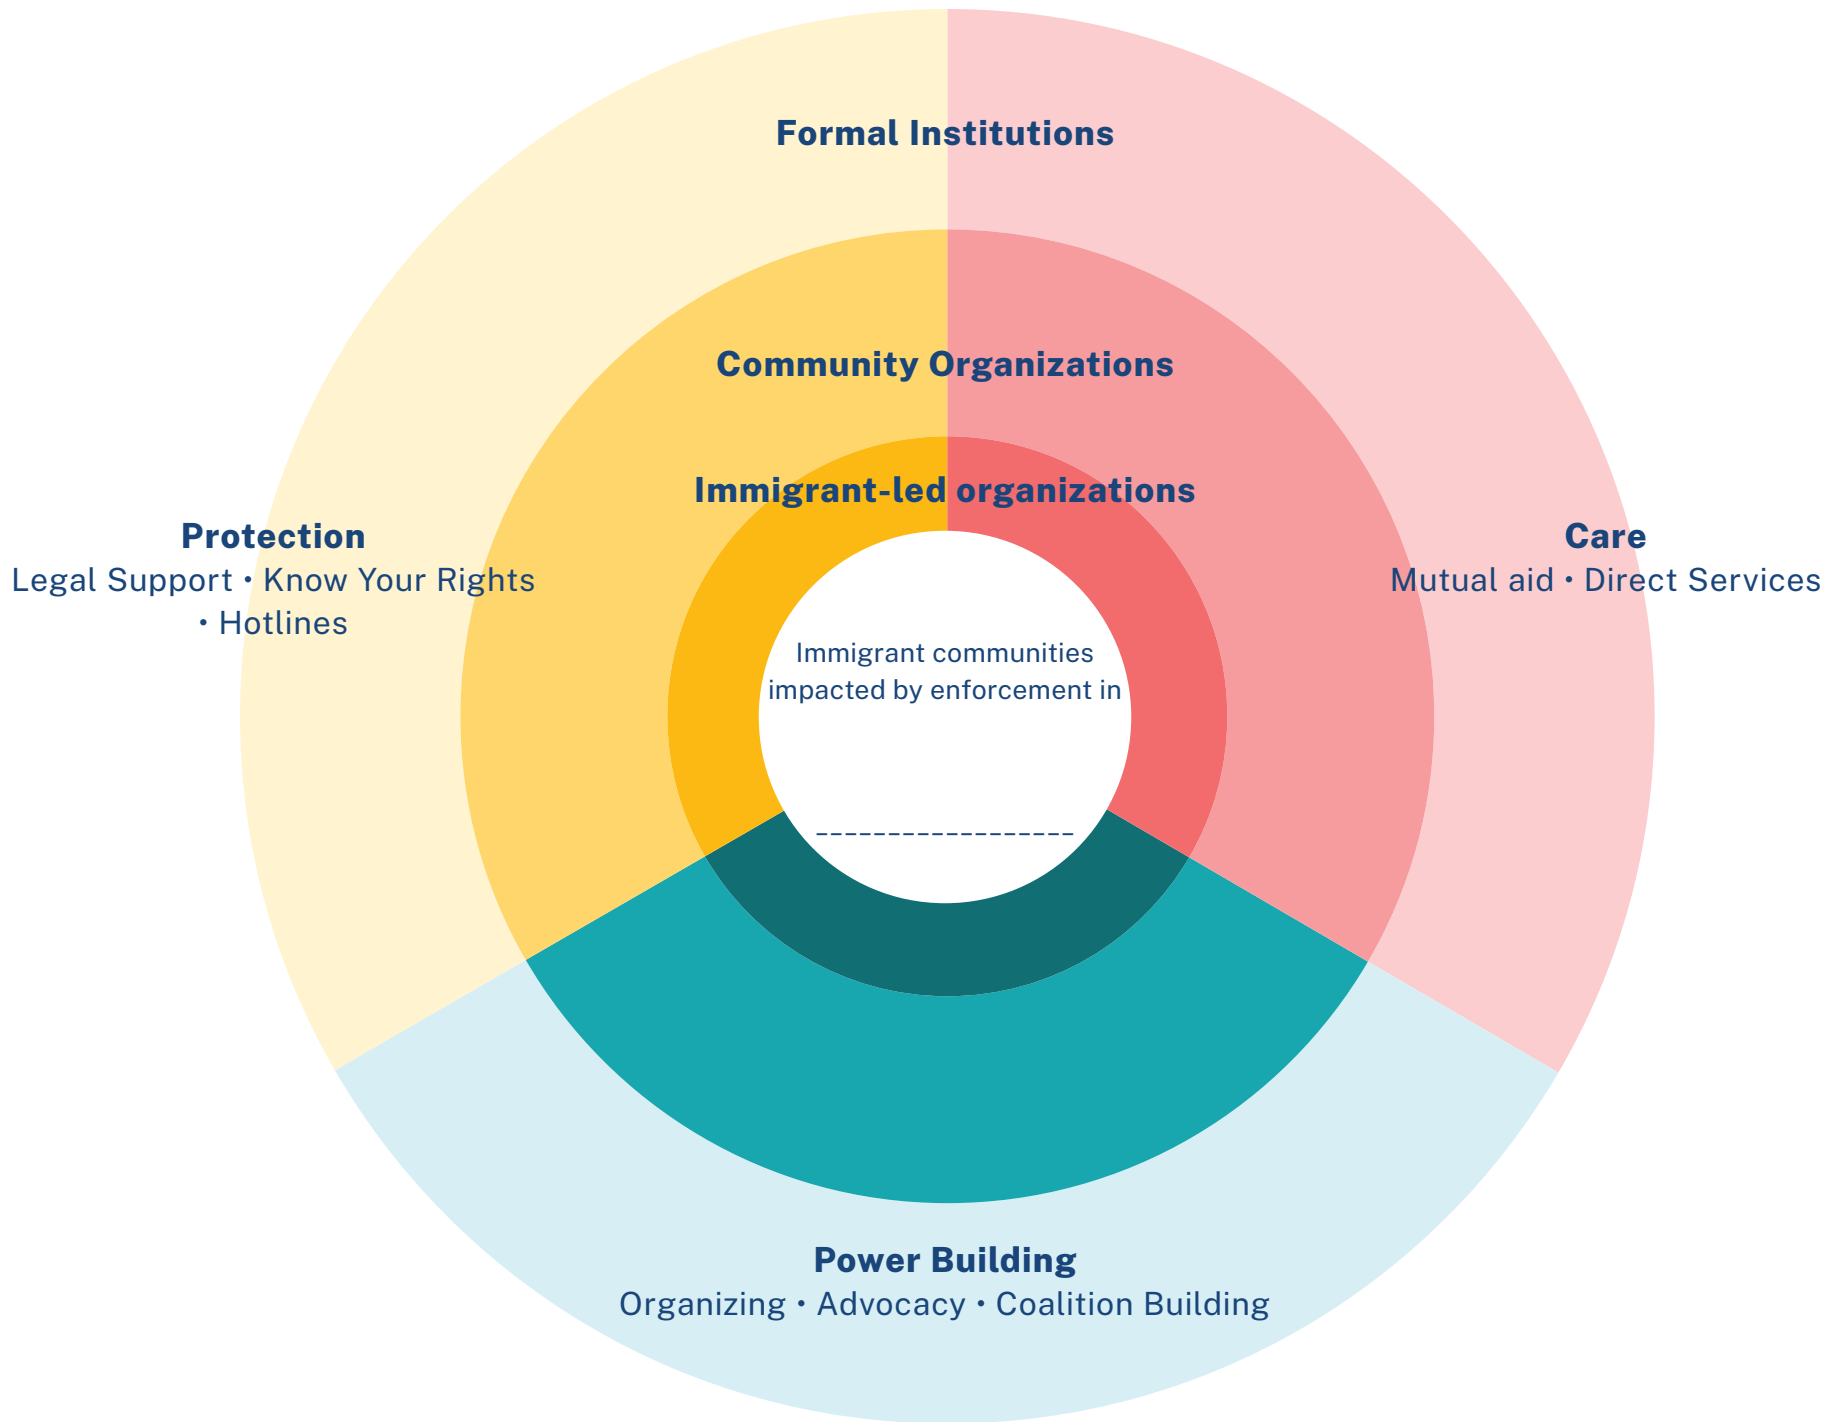 Formal Institutions
Community Organizations
Immigrant-led organizations
Protection
Legal Support • Know Your Rights
• Hotlines
Care
Mutual aid • Direct Services
Immigrant communities
impacted by enforcement in
__________________
Power Building
Organizing • Advocacy • Coalition Building